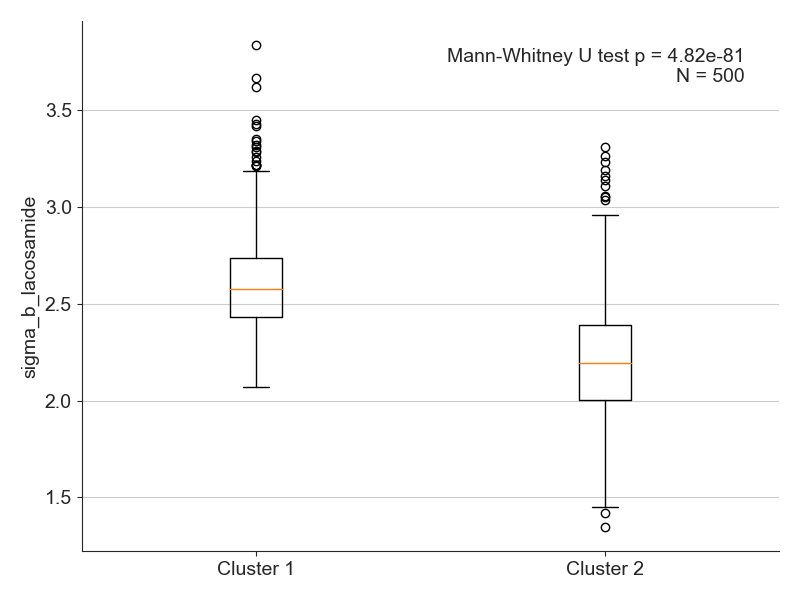 Mann-Whitney U test p = 4.82e-81
N = 500
sigma_b_lacosamide
3.5
3.0
2.5
2.0
1.5
Cluster 1
Cluster 2